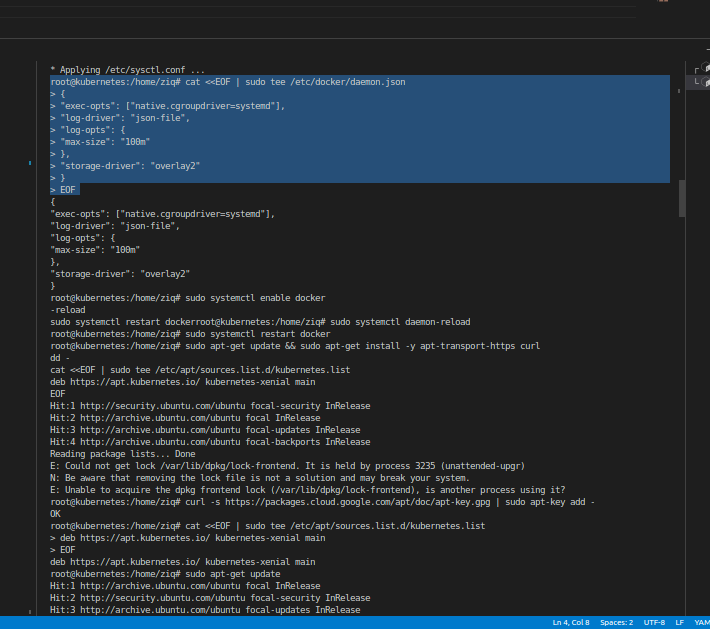 * Applying /etc/sysctl.conf ...
root@kubernetes:/home/ziq# cat <<EOF | sudo tee /etc/docker/daemon.json
> {
> "exec-opts": ["native.cgroupdriver=systemd"],
> "log-driver": "json-file",
> "log-opts": {
> "max-size": "100m"
> },
> "storage-driver": "overlay2"
> }
> EOF
{
"exec-opts": ["native.cgroupdriver=systemd"],
"log-driver": "json-file",
"log-opts": {
"max-size": "100m"
},
"storage-driver": "overlay2"
}
root@kubernetes:/home/ziq# sudo systemctl enable docker
-reload
sudo systemctl restart dockerroot@kubernetes:/home/ziq# sudo systemctl daemon-reload
root@kubernetes:/home/ziq# sudo systemctl restart docker
root@kubernetes:/home/ziq# sudo apt-get update && sudo apt-get install -y apt-transport-https curl
dd -
cat <<EOF | sudo tee /etc/apt/sources.list.d/kubernetes.list
deb https://apt.kubernetes.io/ kubernetes-xenial main
EOF
Hit:1 http://security.ubuntu.com/ubuntu focal-security InRelease
Hit:2 http://archive.ubuntu.com/ubuntu focal InRelease
Hit:3 http://archive.ubuntu.com/ubuntu focal-updates InRelease
Hit:4 http://archive.ubuntu.com/ubuntu focal-backports InRelease
Reading package lists... Done
E: Could not get lock /var/lib/dpkg/lock-frontend. It is held by process 3235 (unattended-upgr)
N: Be aware that removing the lock file is not a solution and may break your system.
E: Unable to acquire the dpkg frontend lock (/var/lib/dpkg/lock-frontend), is another process using it?
root@kubernetes:/home/ziq# curl -s https://packages.cloud.google.com/apt/doc/apt-key.gpg | sudo apt-key add -
OK
root@kubernetes:/home/ziq# cat <<EOF | sudo tee /etc/apt/sources.list.d/kubernetes.list
> deb https://apt.kubernetes.io/ kubernetes-xenial main
> EOF
deb https://apt.kubernetes.io/ kubernetes-xenial main
root@kubernetes:/home/ziq# sudo apt-get update
Hit:1 http://archive.ubuntu.com/ubuntu focal InRelease
Hit:2 http://security.ubuntu.com/ubuntu focal-security InRelease
Hit:3 http://archive.ubuntu.com/ubuntu focal-updates InRelease
Ln 4, Col 8 Spaces: 2 UTF-8 LF YAM